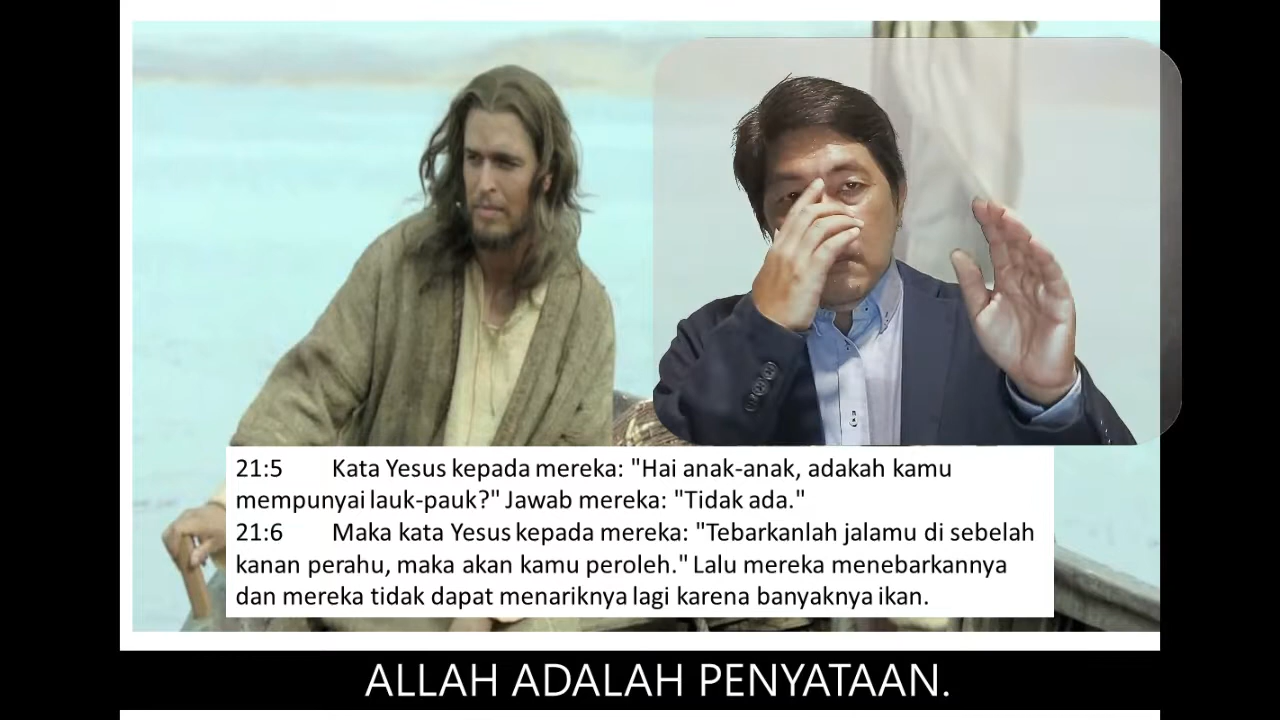 21:5 Kata Yesus kepada mereka: "Hai anak-anak, adakah kamu
mempunyai lauk-pauk?" Jawab mereka: "Tidak ada."
21:6 Maka kata Yesus kepada mereka: "Tebarkanlah jalamu di sebelah
kanan perahu, maka akan kamu peroleh." Lalu mereka menebarkannya
dan mereka tidak dapat menariknya lagi karena banyaknya ikan.
ALLAH ADALAH PENYATAAN.